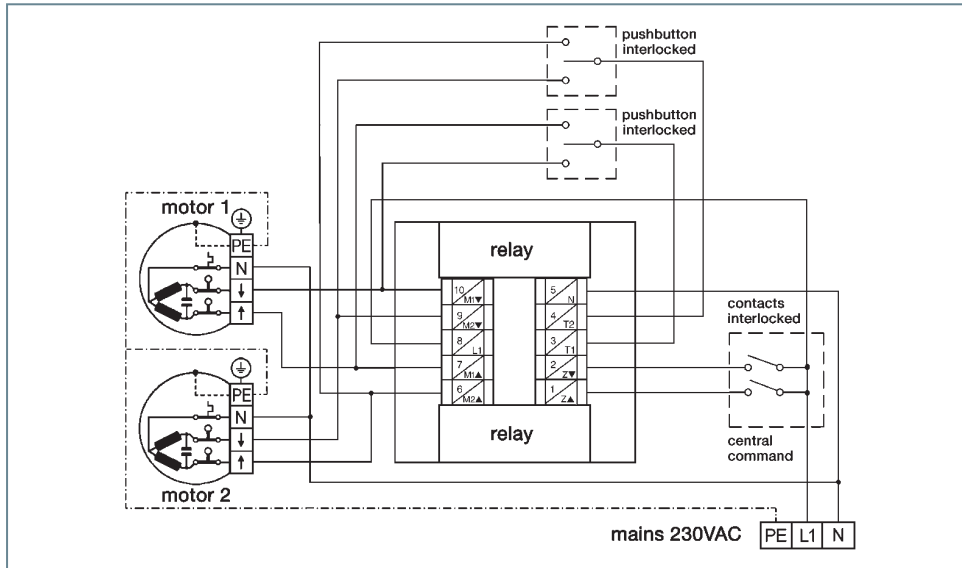 pushbutton
interlocked
pushbutton
interlocked
motor 1
PE
N
↓
↑
relay
10 M1▼
9 M2▼
8 L1
7 M1▲
6 M2▲
5 N
4 T2
3 T1
2 Z▼
1 Z▲
relay
contacts
interlocked
central
command
PE
N
↓
↑
motor 2
mains 230VAC PE L1 N